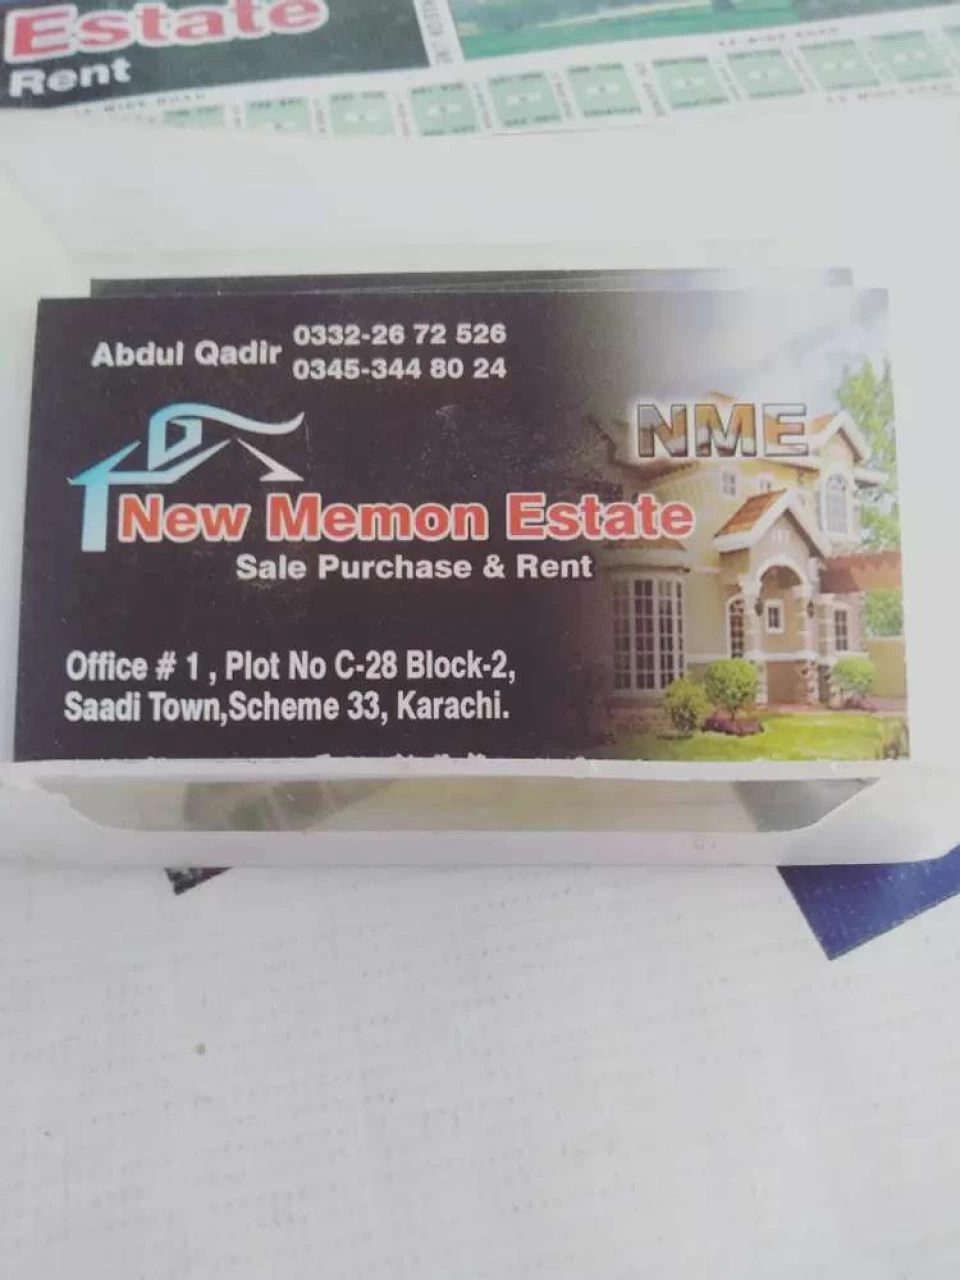 Estate
Rent
Abdul Qadir
0332-26 72 526
0345-344 80 24
NME
New Memon Estate
Sale Purchase & Rent
Office # 1 , Plot No C-28 Block-2,
Saadi Town,Scheme 33, Karachi.